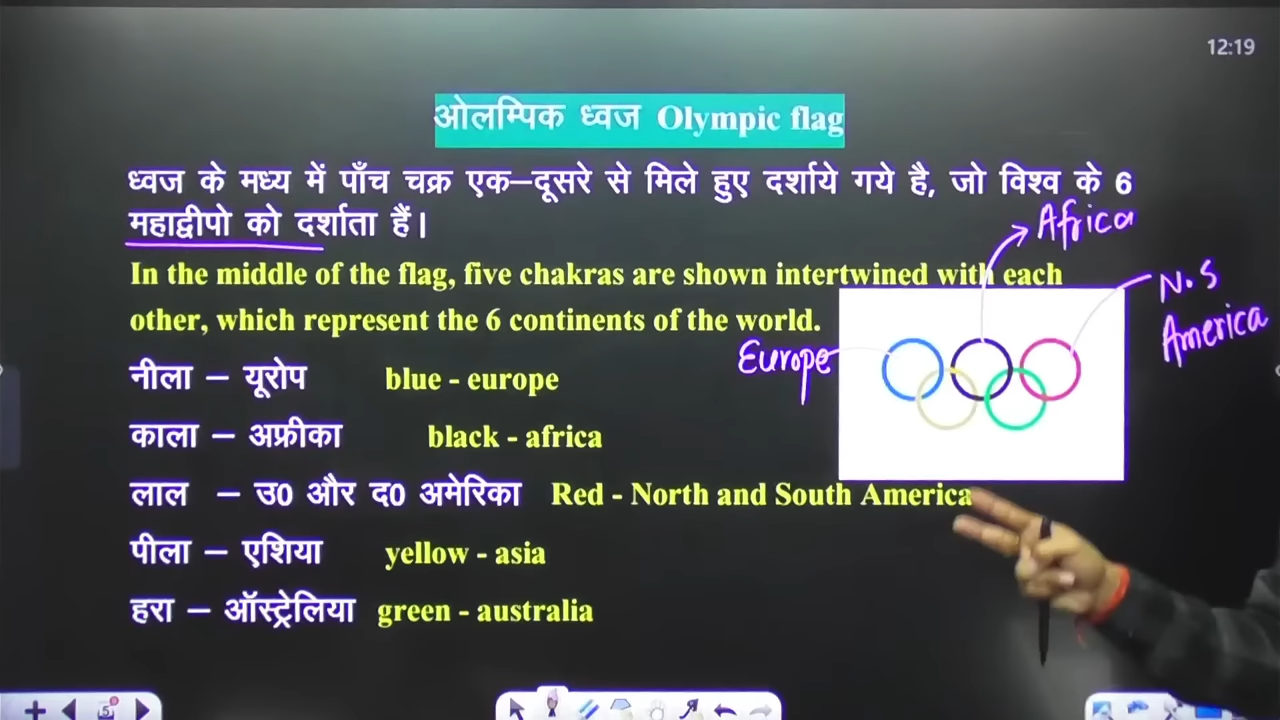 12:19
ओलम्पिक ध्वज Olympic flag
ध्वज के मध्य में पाँच चक्र एक–दूसरे से मिले हुए दर्शाये गये है, जो विश्व के 6
महाद्वीपो को दर्शाता हैं।
Africa
In the middle of the flag, five chakras are shown intertwined with each
N.S
other, which represent the 6 continents of the world.
America
Europe
नीला – यूरोप blue - europe
काला – अफ्रीका black - africa
लाल – उ0 और द0 अमेरिका Red - North and South America
पीला – एशिया yellow - asia
हरा – ऑस्ट्रेलिया green - australia
5